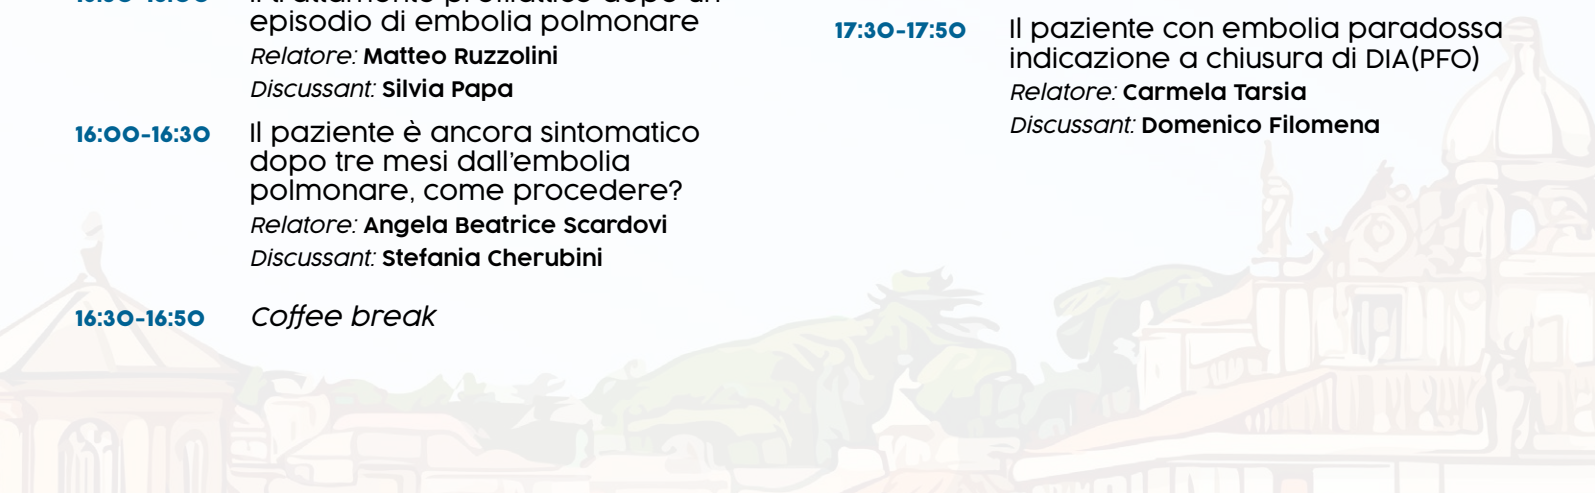 episodio di embolia polmonare
Relatore: Matteo Ruzzolini
Discussant: Silvia Papa
16:00-16:30 Il paziente è ancora sintomatico
dopo tre mesi dall'embolia
polmonare, come procedere?
Relatore: Angela Beatrice Scardovi
Discussant: Stefania Cherubini
16:30-16:50 Coffee break
17:30-17:50 Il paziente con embolia paradossa
indicazione a chiusura di DIA(PFO)
Relatore: Carmela Tarsia
Discussant: Domenico Filomena